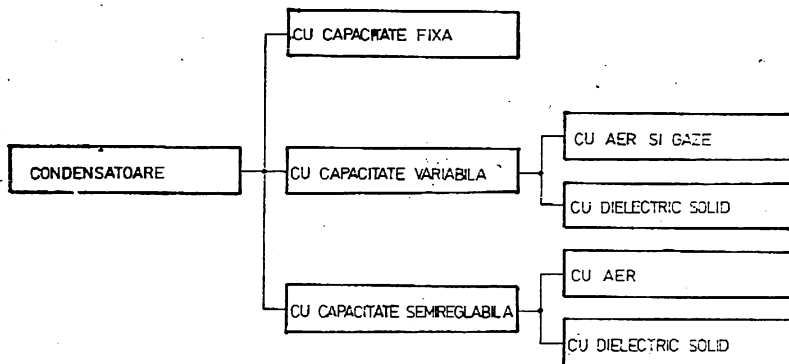 CU CAPACITATE FIXA
CU AER SI GAZE
CONDENSATOARE
CU CAPACITATE VARIABILA
CU DIELECTRIC SOLID
CU AER
CU CAPACITATE SEMIREGLABILA
CU DIELECTRIC SOLID